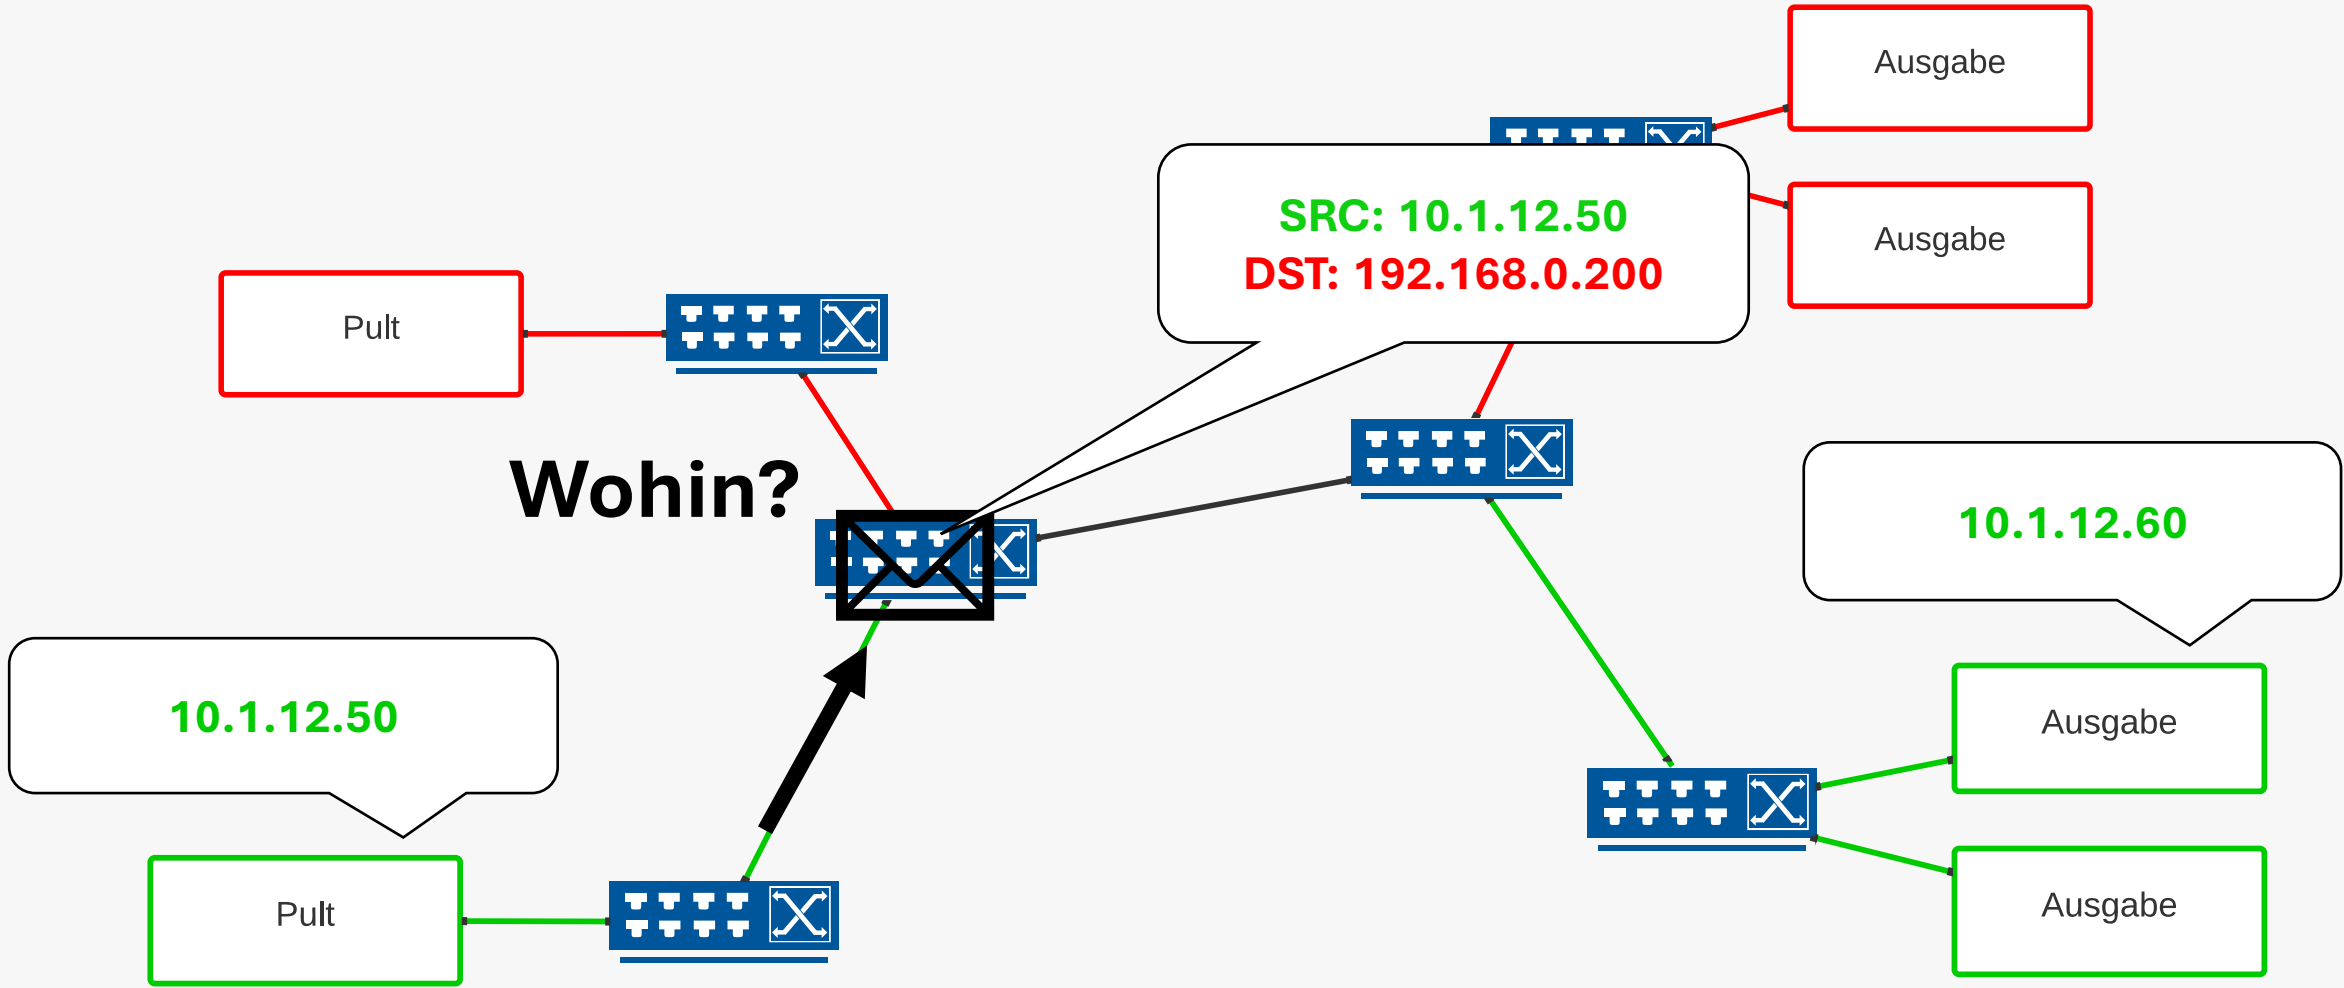 Ausgabe
SRC: 10.1.12.50
DST: 192.168.0.200
Ausgabe
Pult
Wohin?
10.1.12.60
10.1.12.50
Ausgabe
Pult
Ausgabe